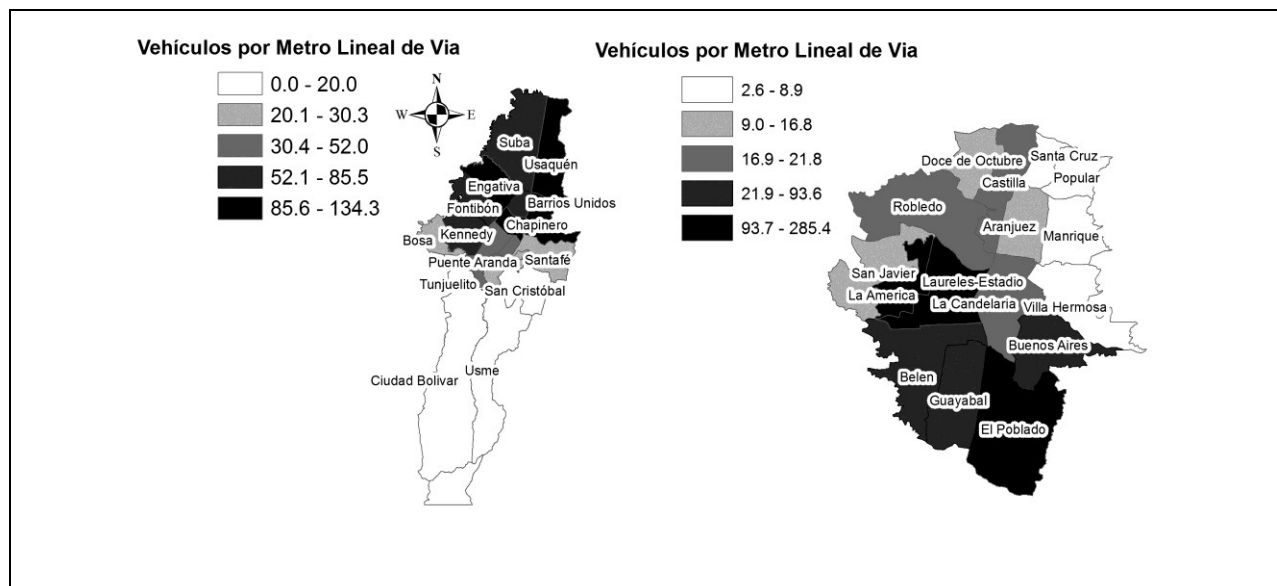 Vehículos por Metro Lineal de Via
0.0 - 20.0
20.1 - 30.3
30.4 - 52.0
52.1 - 85.5
85.6 - 134.3
N
W E
S
Suba
Usaquén
Engativa
Barrios Unidos
Fontibón
Chapinero
Bosa
Kennedy
Santafé
Puente Aranda
Tunjuelito
San Cristóbal
Usme
Ciudad Bolivar
Vehículos por Metro Lineal de Via
2.6 - 8.9
9.0 - 16.8
16.9 - 21.8
21.9 - 93.6
93.7 - 285.4
Doce de Octubre
Santa Cruz
Popular
Castilla
Robledo
Aranjuez
Manrique
San Javier
Laureles-Estadio
La America
La Candelaria
Villa Hermosa
Buenos Aires
Belen
Guayabal
El Poblado